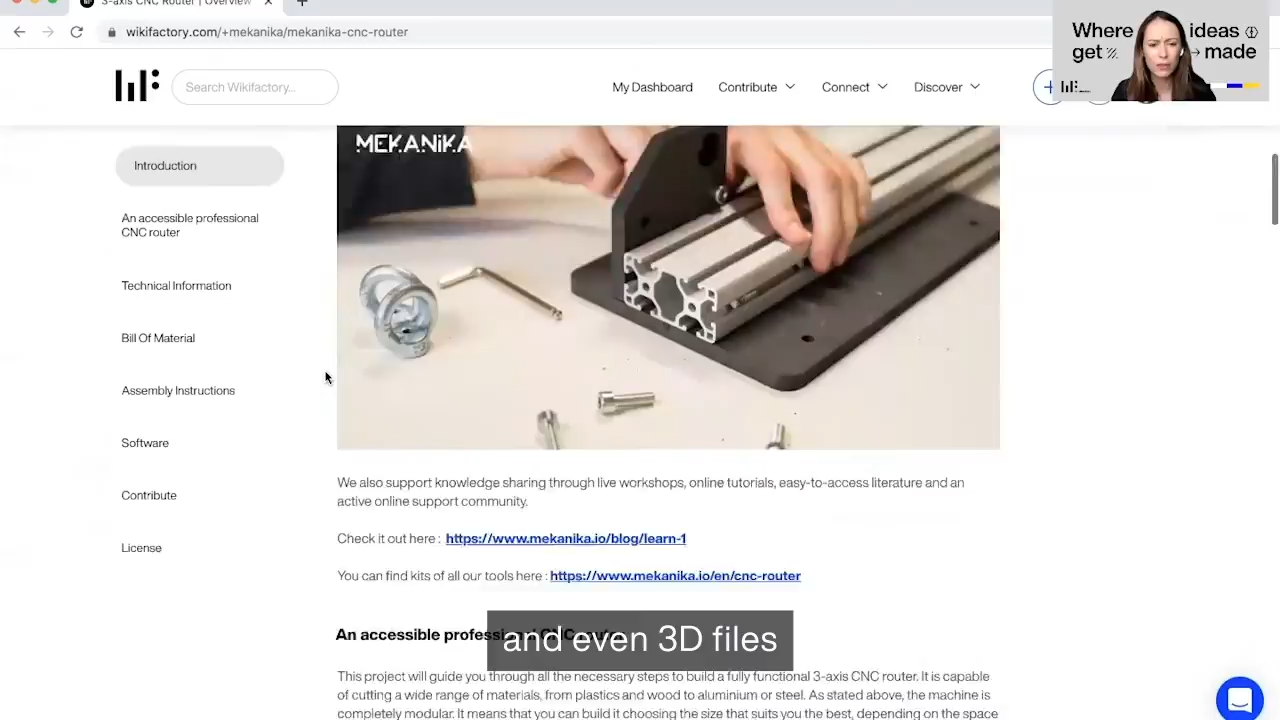 3-axis CNC Router | Overview
wikifactory.com/+mekanika/mekanika-cnc-router
Where ideas
get made
Search Wikifactory...
My Dashboard
Contribute
Connect
Discover
MEKANIKA
Introduction
An accessible professional
CNC router
Technical Information
Bill Of Material
Assembly Instructions
Software
Contribute
License
We also support knowledge sharing through live workshops, online tutorials, easy-to-access literature and an
active online support community.
Check it out here : https://www.mekanika.io/blog/learn-1
You can find kits of all our tools here : https://www.mekanika.io/en/cnc-router
An accessible professional CNC router
and even 3D files
This project will guide you through all the necessary steps to build a fully functional 3-axis CNC router. It is capable
of cutting a wide range of materials, from plastics and wood to aluminium or steel. As stated above, the machine is
completely modular. It means that you can build it choosing the size that suits you the best, depending on the space